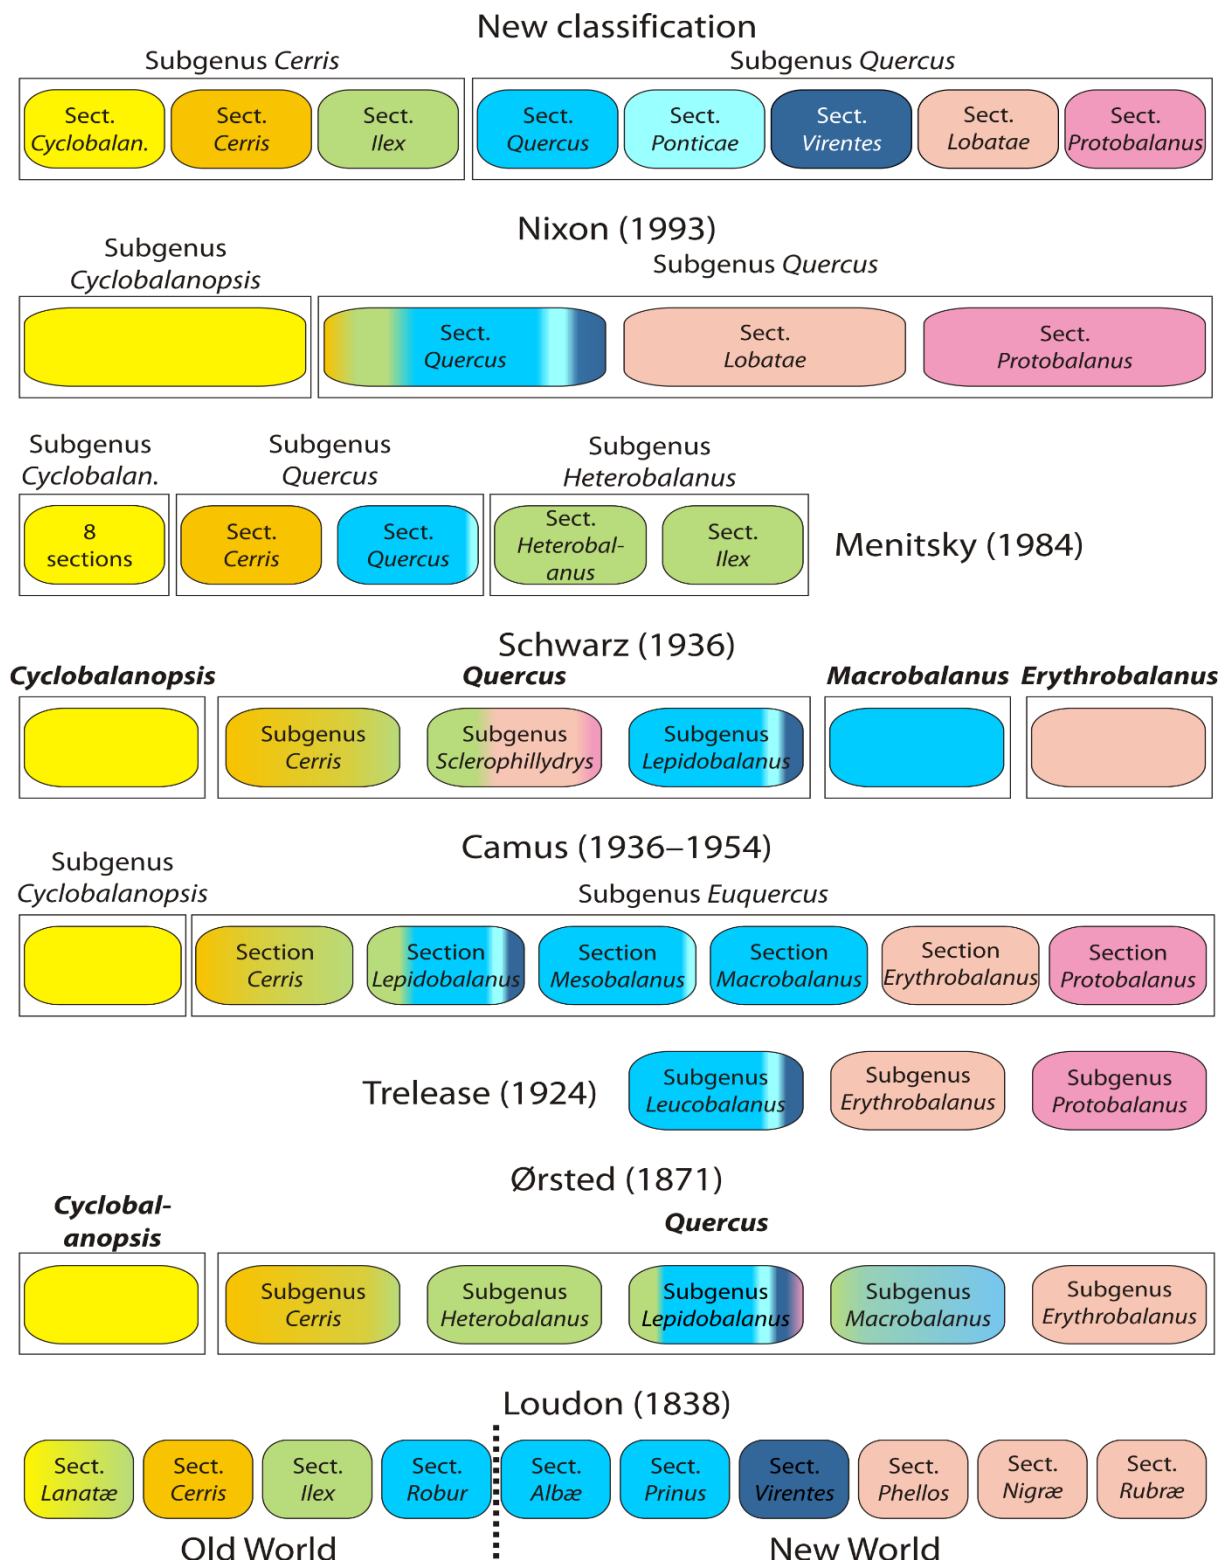 New classification
Subgenus Cerris
Subgenus Quercus
Sect.
Cyclobalan.
Sect.
Cerris
Sect.
Ilex
Sect.
Quercus
Sect.
Ponticae
Sect.
Virentes
Sect.
Lobatae
Sect.
Protobalanus
Nixon (1993)
Subgenus
Cyclobalanopsis
Subgenus Quercus
Sect.
Quercus
Sect.
Lobatae
Sect.
Protobalanus
Subgenus
Cyclobalan.
Subgenus
Quercus
Subgenus
Heterobalanus
8
sections
Sect.
Cerris
Sect.
Quercus
Sect.
Heterobal-
anus
Sect.
Ilex
Menitsky (1984)
Schwarz (1936)
Cyclobalanopsis
Quercus
Macrobalanus
Erythrobalanus
Subgenus
Cerris
Subgenus
Sclerophillydrys
Subgenus
Lepidobalanus
Camus (1936–1954)
Subgenus
Cyclobalanopsis
Subgenus Euquercus
Section
Cerris
Section
Lepidobalanus
Section
Mesobalanus
Section
Macrobalanus
Section
Erythrobalanus
Section
Protobalanus
Trelease (1924)
Subgenus
Leucobalanus
Subgenus
Erythrobalanus
Subgenus
Protobalanus
Ørsted (1871)
Cyclobal-
anopsis
Quercus
Subgenus
Cerris
Subgenus
Heterobalanus
Subgenus
Lepidobalanus
Subgenus
Macrobalanus
Subgenus
Erythrobalanus
Loudon (1838)
Sect.
Lanatæ
Sect.
Cerris
Sect.
Ilex
Sect.
Robur
Sect.
Albæ
Sect.
Prinus
Sect.
Virentes
Sect.
Phellos
Sect.
Nigræ
Sect.
Rubræ
Old World
New World